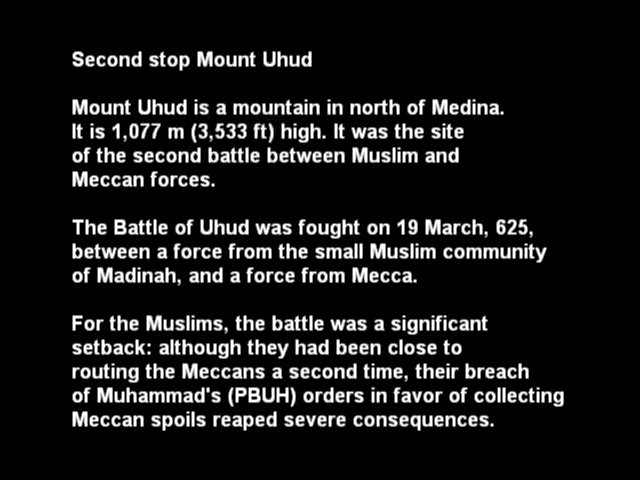 Second stop Mount Uhud
Mount Uhud is a mountain in north of Medina.
It is 1,077 m (3,533 ft) high. It was the site
of the second battle between Muslim and
Meccan forces.
The Battle of Uhud was fought on 19 March, 625,
between a force from the small Muslim community
of Madinah, and a force from Mecca.
For the Muslims, the battle was a significant
setback: although they had been close to
routing the Meccans a second time, their breach
of Muhammad's (PBUH) orders in favor of collecting
Meccan spoils reaped severe consequences.